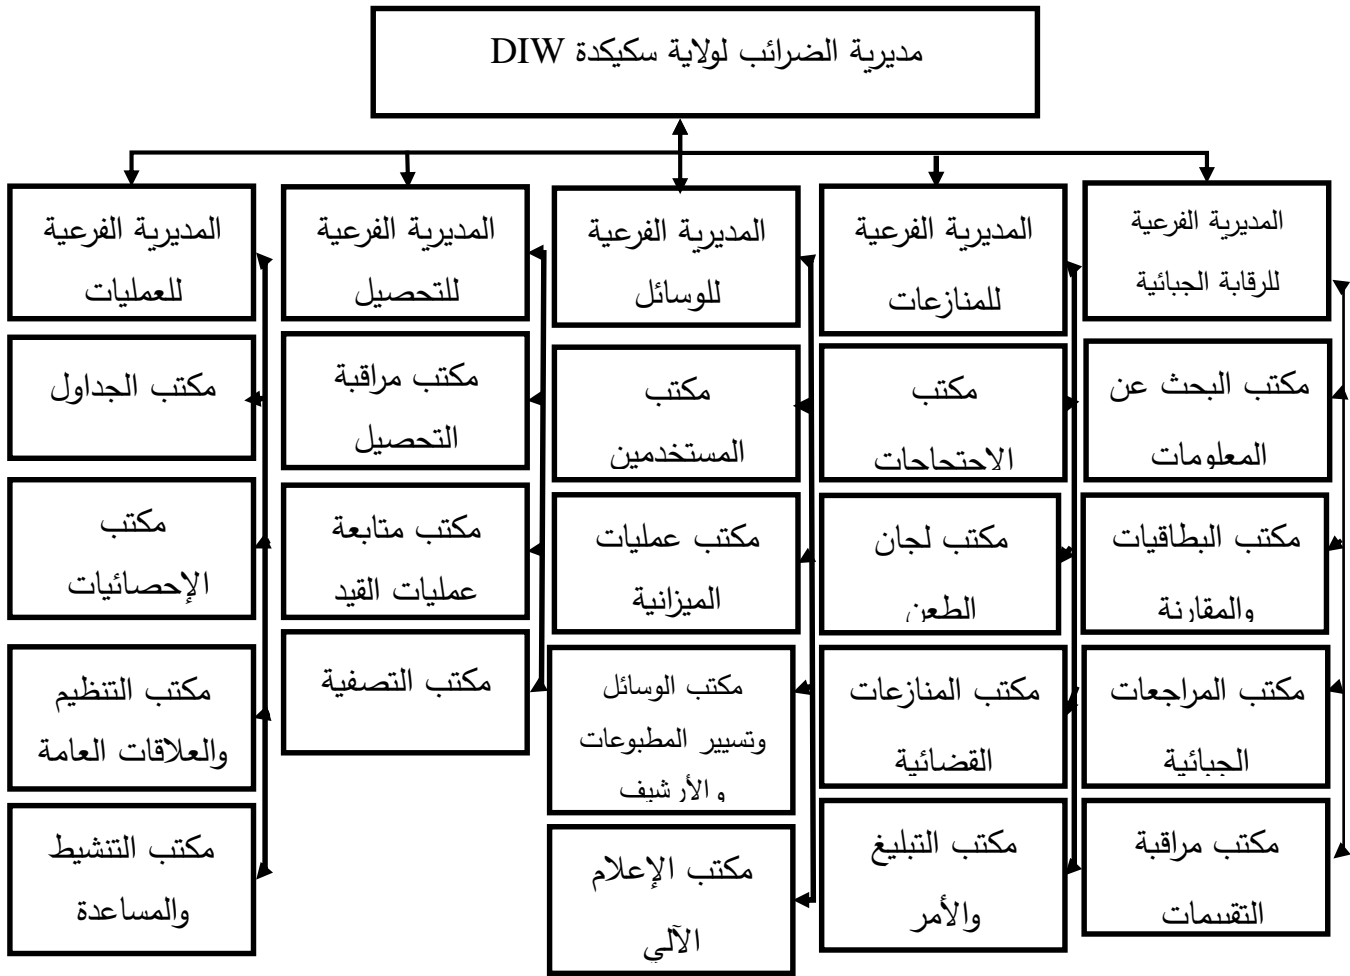 مديرية الضرائب لولاية سكيكدة DIW
المديرية الفرعية
للرقابة الجبائية
مكتب البحث عن
المعلومات
مكتب البطاقيات
والمقارنة
مكتب المراجعات
الجبائية
مكتب مراقبة
التقييمات
المديرية الفرعية
للمنازعات
مكتب
الاحتجاجات
مكتب لجان
الطعن
مكتب المنازعات
القضائية
مكتب التبليغ
والأمر
المديرية الفرعية
للوسائل
مكتب
المستخدمين
مكتب عمليات
الميزانية
مكتب الوسائل
وتسيير المطبوعات
والأرشيف
مكتب الإعلام
الآلي
المديرية الفرعية
للتحصيل
مكتب مراقبة
التحصيل
مكتب متابعة
عمليات القيد
مكتب التصفية
المديرية الفرعية
للعمليات
مكتب الجداول
مكتب
الإحصائيات
مكتب التنظيم
والعلاقات العامة
مكتب التنشيط
والمساعدة